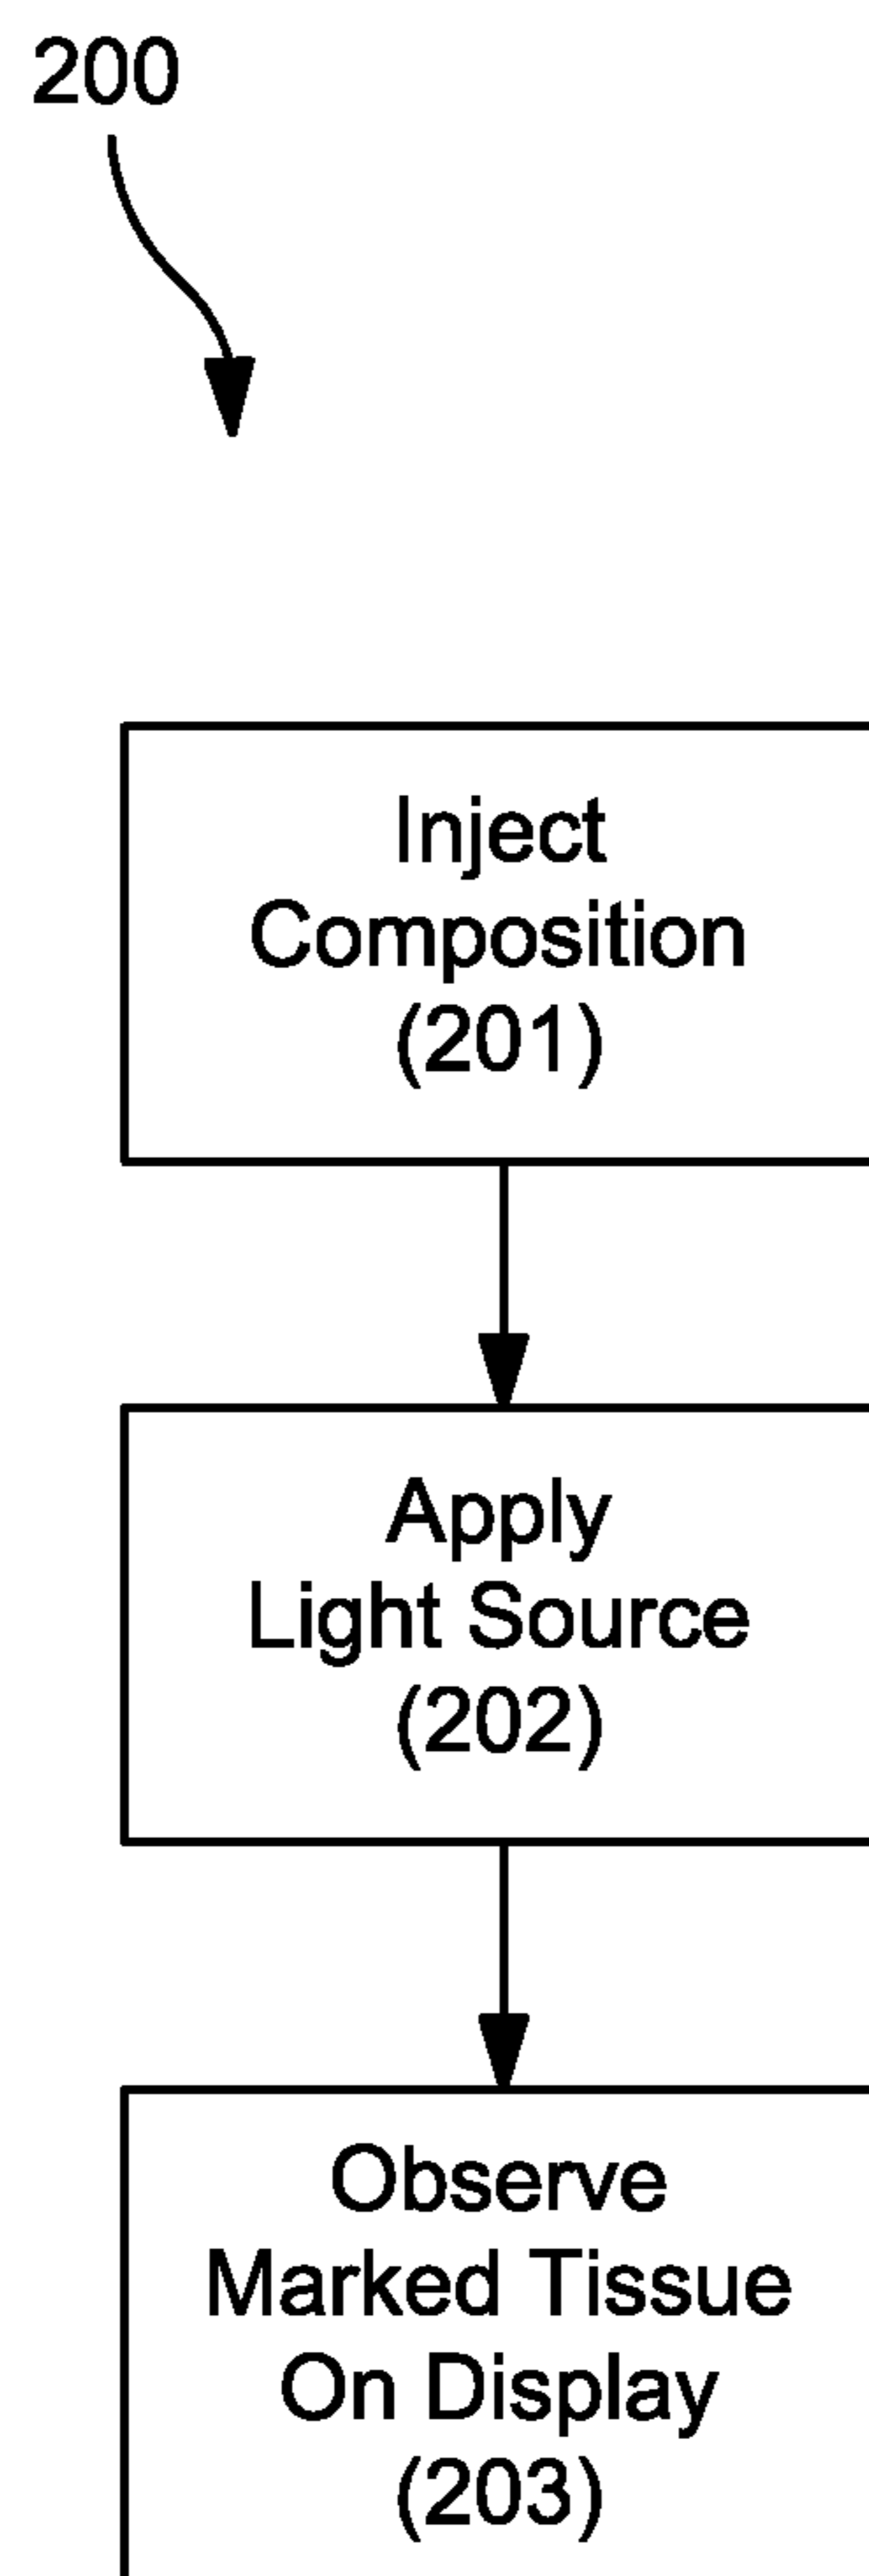 200
Inject
Composition
(201)
Apply
Light Source
(202)
Observe
Marked Tissue
On Display
(203)